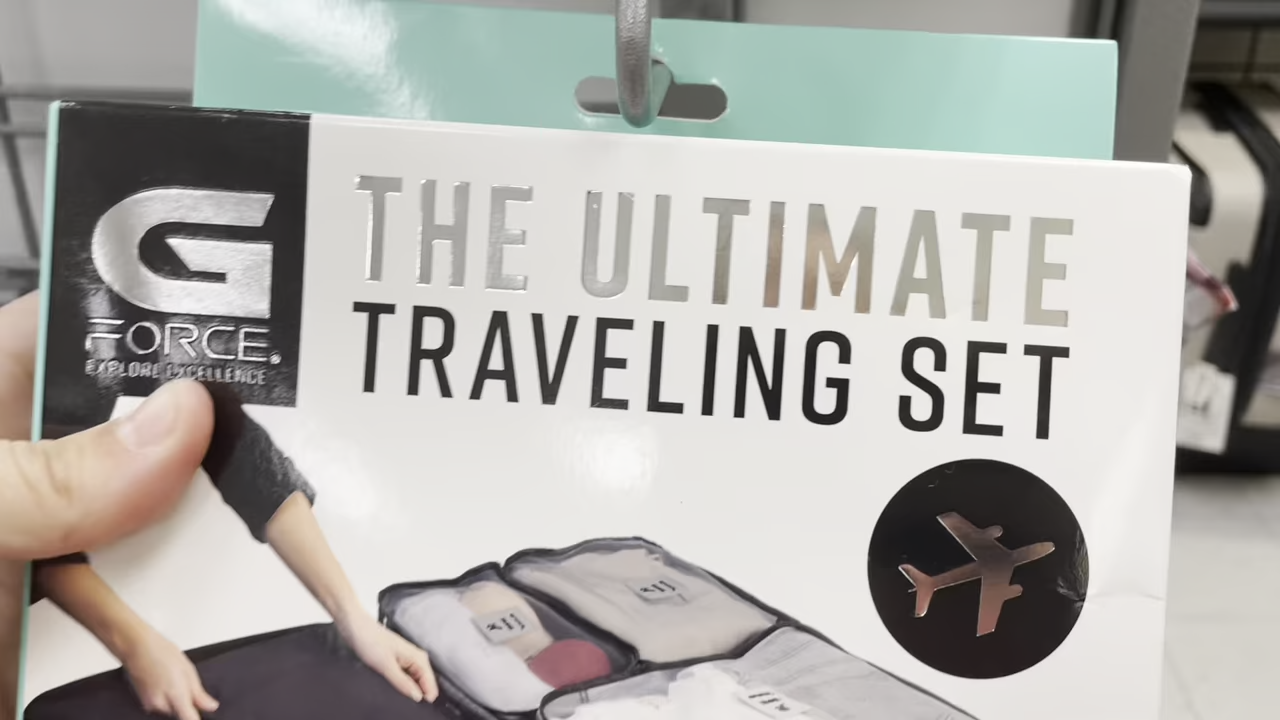 G
FORCE®
EXPLORE EXCELLENCE
THE ULTIMATE
TRAVELING SET